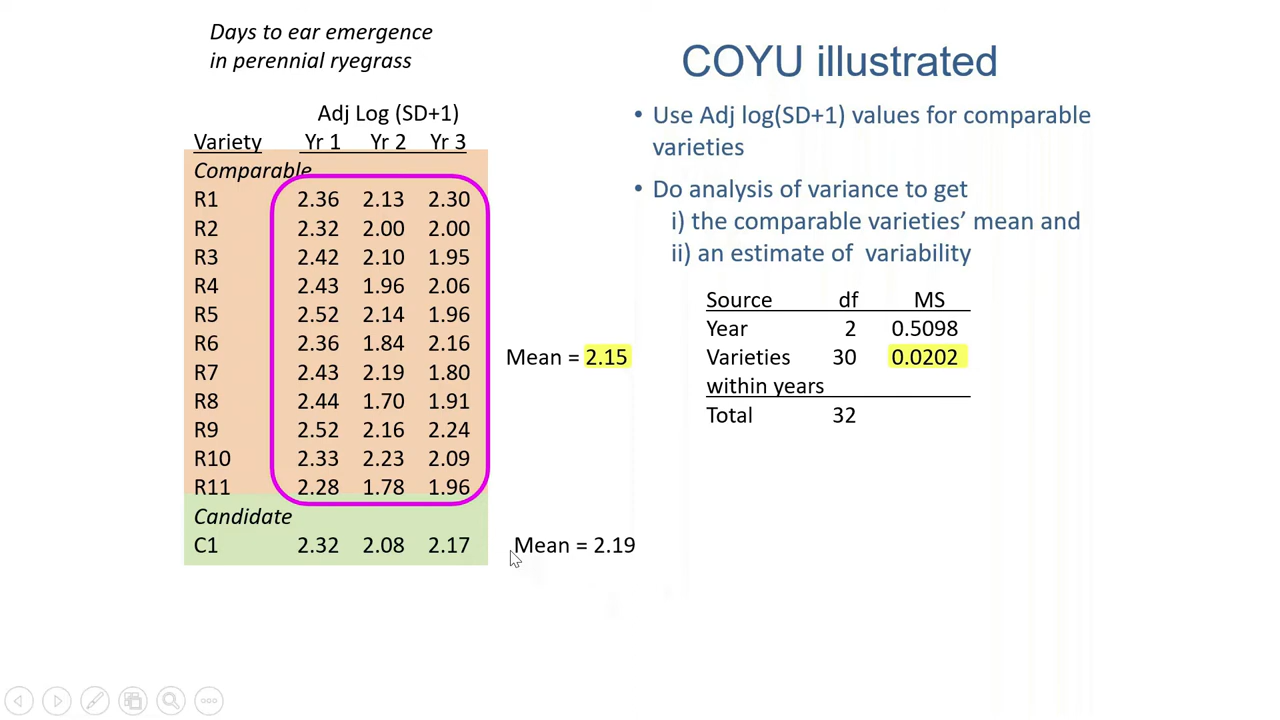 Days to ear emergence
in perennial ryegrass
COYU illustrated
Adj Log (SD+1)
Variety Yr 1 Yr 2 Yr 3
Comparable
R1 2.36 2.13 2.30
R2 2.32 2.00 2.00
R3 2.42 2.10 1.95
R4 2.43 1.96 2.06
R5 2.52 2.14 1.96
R6 2.36 1.84 2.16
R7 2.43 2.19 1.80
R8 2.44 1.70 1.91
R9 2.52 2.16 2.24
R10 2.33 2.23 2.09
R11 2.28 1.78 1.96
Candidate
C1 2.32 2.08 2.17
Mean = 2.15
Mean = 2.19
• Use Adj log(SD+1) values for comparable
varieties
• Do analysis of variance to get
i) the comparable varieties’ mean and
ii) an estimate of variability
Source df MS
Year 2 0.5098
Varieties 30 0.0202
within years
Total 32